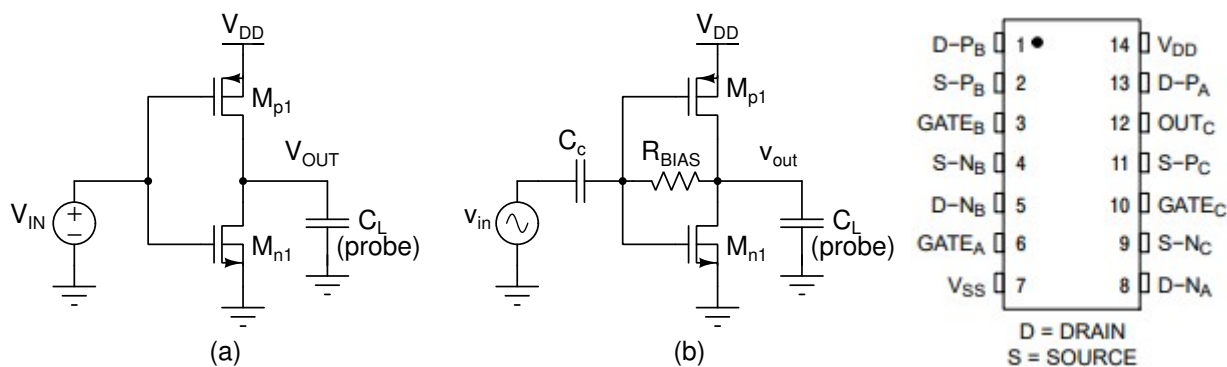 V_DD
M_p1
V_OUT
V_IN
+
−
C_L
(probe)
M_n1
(a)
V_DD
M_p1
C_c
R_BIAS
v_out
v_in
C_L
(probe)
M_n1
(b)
D−P_B 1 14 V_DD
S−P_B 2 13 D−P_A
GATE_B 3 12 OUT_C
S−N_B 4 11 S−P_C
D−N_B 5 10 GATE_C
GATE_A 6 9 S−N_C
V_SS 7 8 D−N_A
D = DRAIN
S = SOURCE